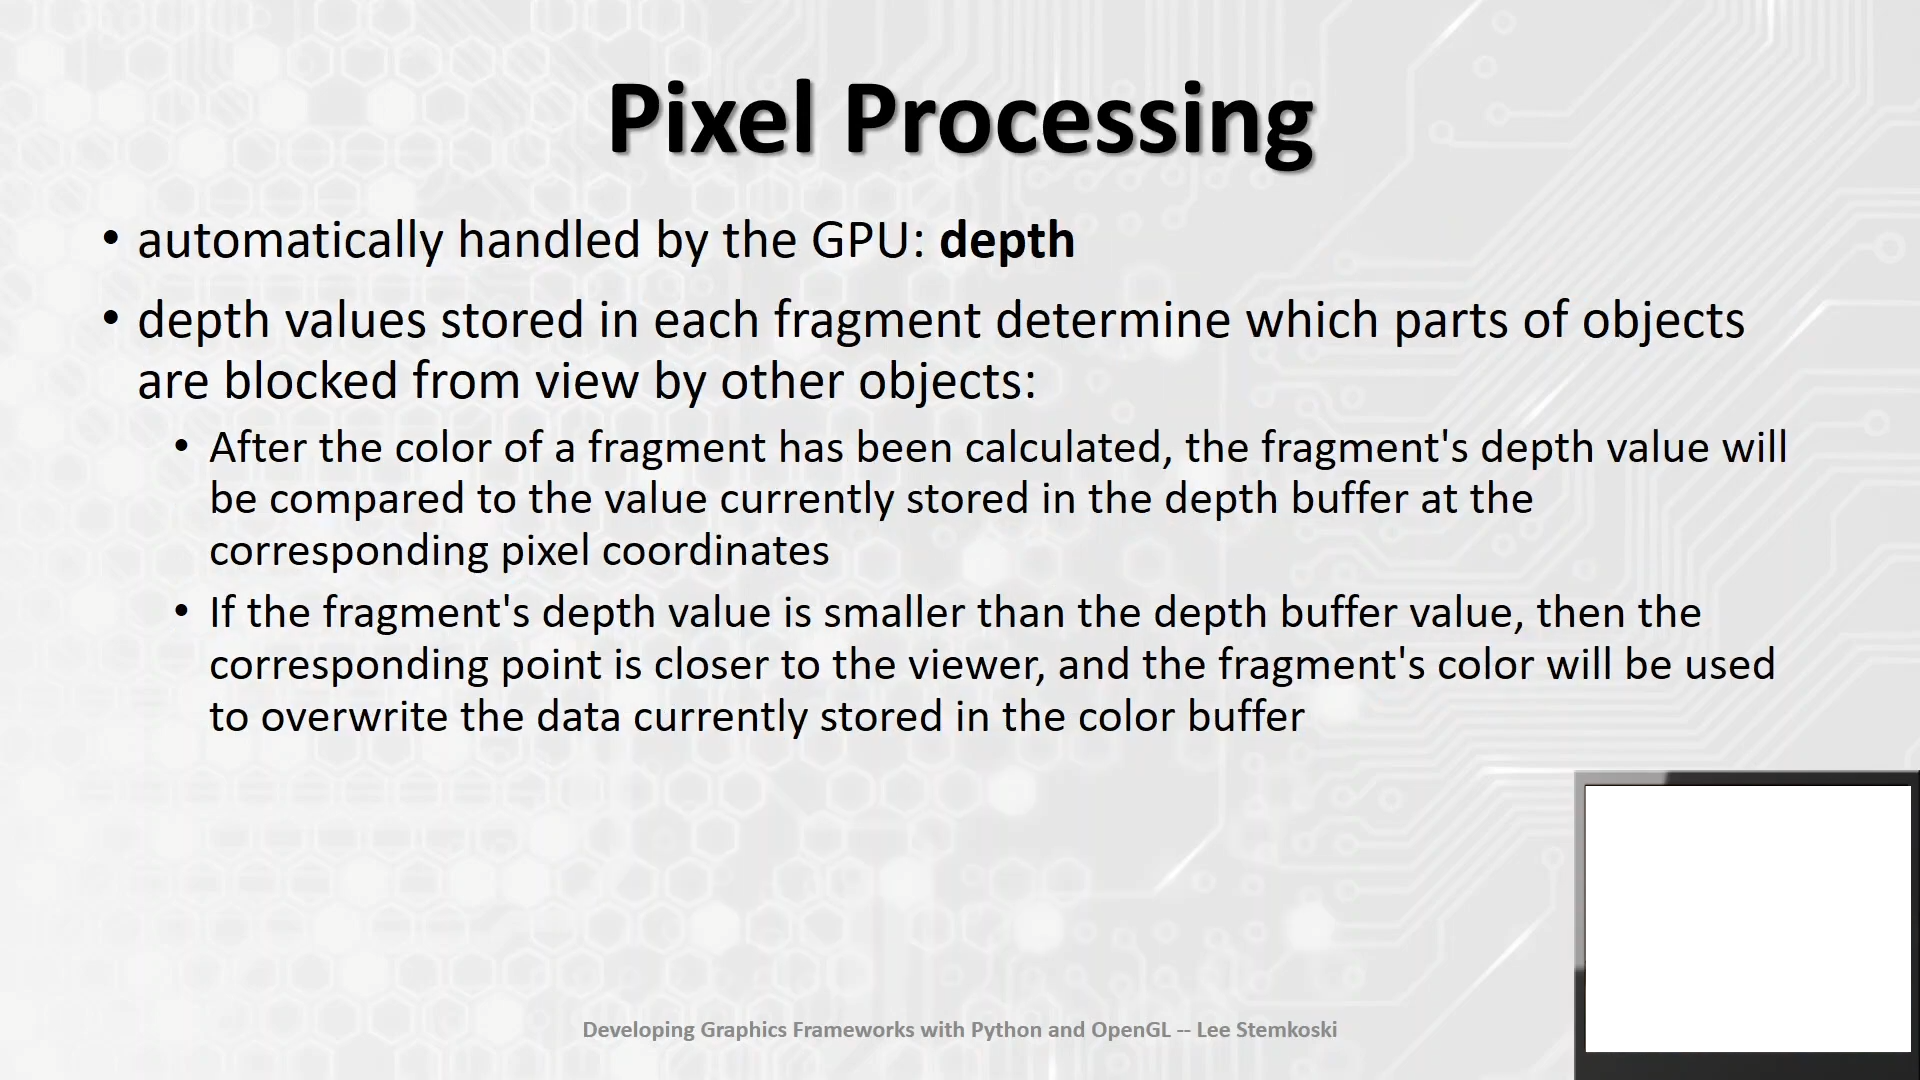 Pixel Processing
• automatically handled by the GPU: depth
• depth values stored in each fragment determine which parts of objects
are blocked from view by other objects:
• After the color of a fragment has been calculated, the fragment's depth value will
be compared to the value currently stored in the depth buffer at the
corresponding pixel coordinates
• If the fragment's depth value is smaller than the depth buffer value, then the
corresponding point is closer to the viewer, and the fragment's color will be used
to overwrite the data currently stored in the color buffer
Developing Graphics Frameworks with Python and OpenGL -- Lee Stemkoski